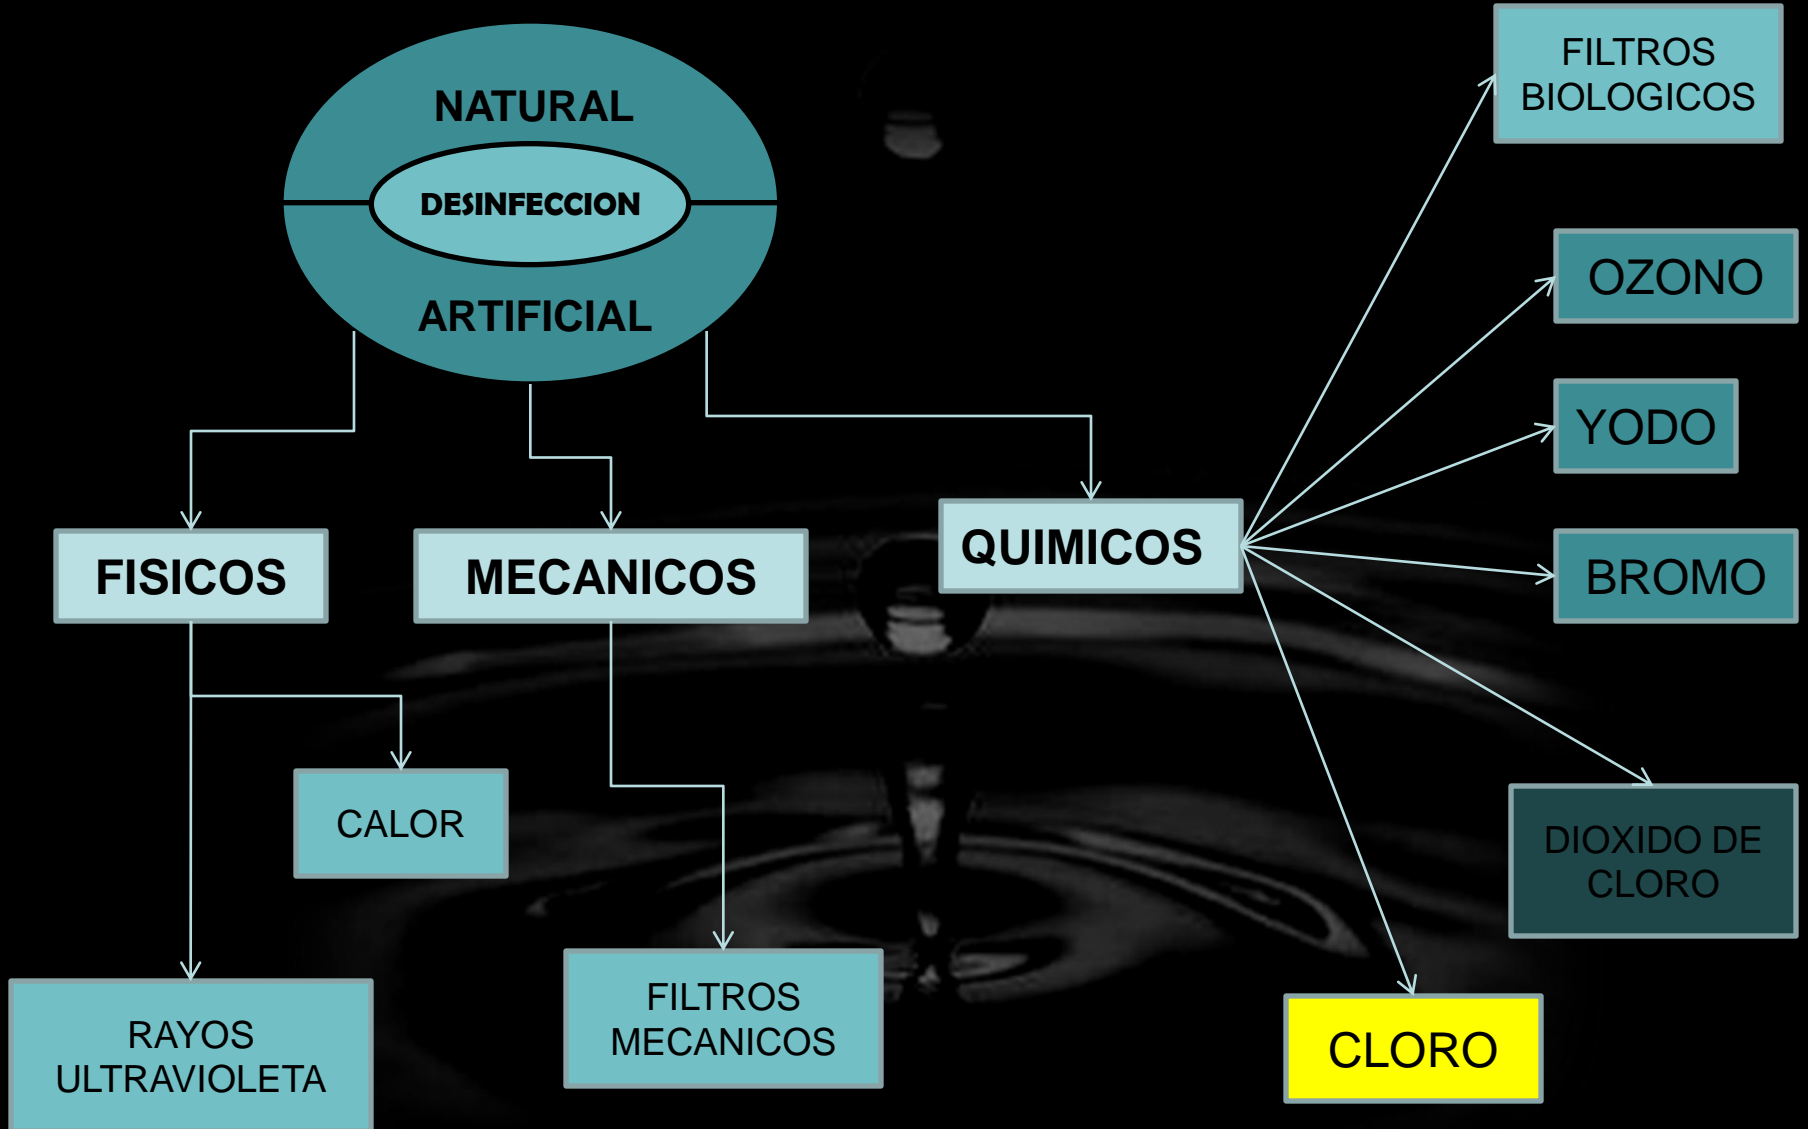 NATURAL
DESINFECCION
ARTIFICIAL
FISICOS
MECANICOS
QUIMICOS
CALOR
RAYOS
ULTRAVIOLETA
FILTROS
MECANICOS
FILTROS
BIOLOGICOS
OZONO
YODO
BROMO
DIOXIDO DE
CLORO
CLORO